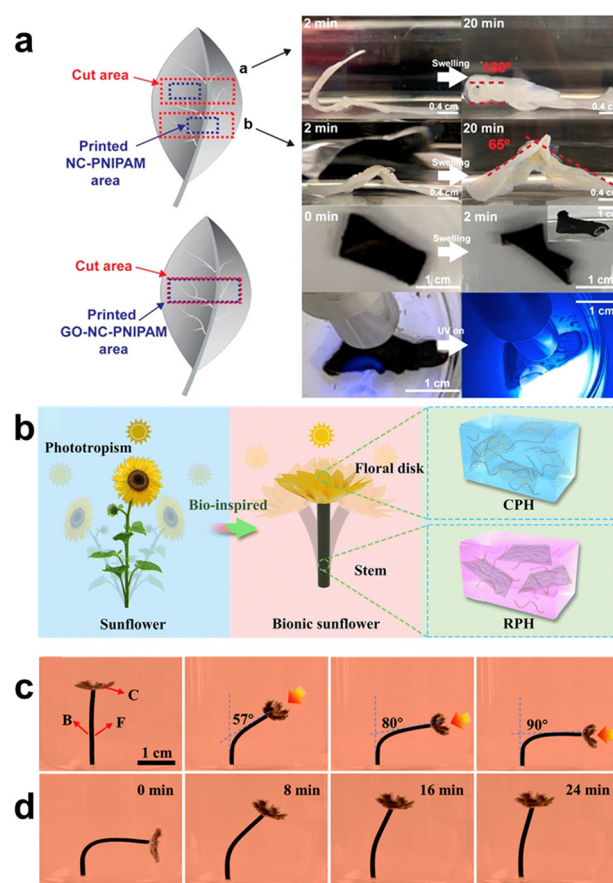 a
Cut area
a
b
Printed
NC-PNIPAM
area
Cut area
Printed
GO-NC-PNIPAM
area
2 min
Swelling
20 min
180º
0.4 cm
0.4 cm
2 min
Swelling
20 min
65º
0.4 cm
0.4 cm
0 min
Swelling
2 min
1 cm
1 cm
UV on
1 cm
1 cm
b
Phototropism
Bio-inspired
Sunflower
Floral disk
Stem
Bionic sunflower
CPH
RPH
c
C
B
F
1 cm
57°
80°
90°
d
0 min
8 min
16 min
24 min